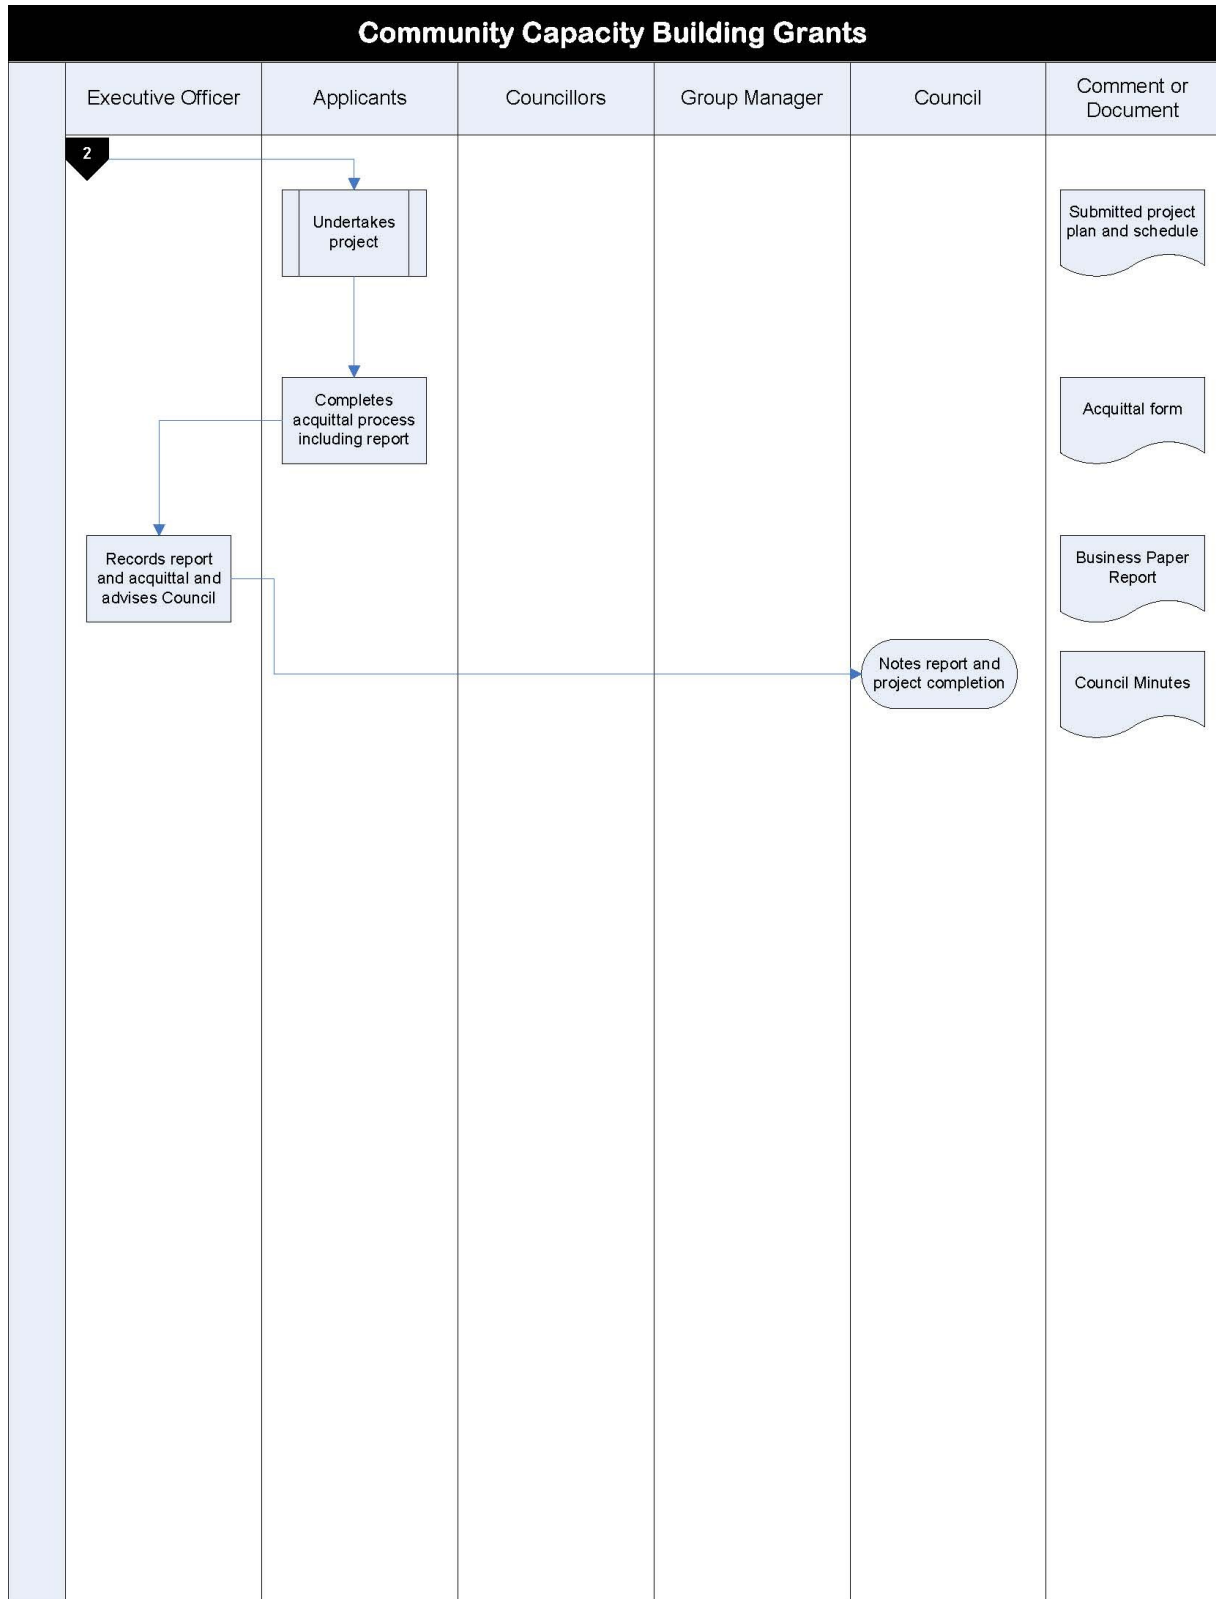 Community Capacity Building Grants
Executive Officer
Applicants
Councillors
Group Manager
Council
Comment or
Document
2
Undertakes
project
Submitted project
plan and schedule
Completes
acquittal process
including report
Acquittal form
Records report
and acquittal and
advises Council
Business Paper
Report
Notes report and
project completion
Council Minutes